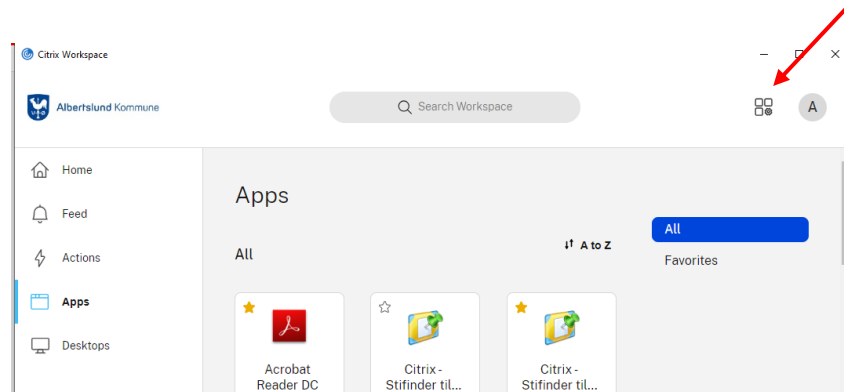 Citrix Workspace
Albertslund Kommune
Search Workspace
A
Home
Feed
Actions
Apps
Desktops
Apps
All
A to Z
All
Favorites
Acrobat
Reader DC
Citrix -
Stifinder til...
Citrix -
Stifinder til...